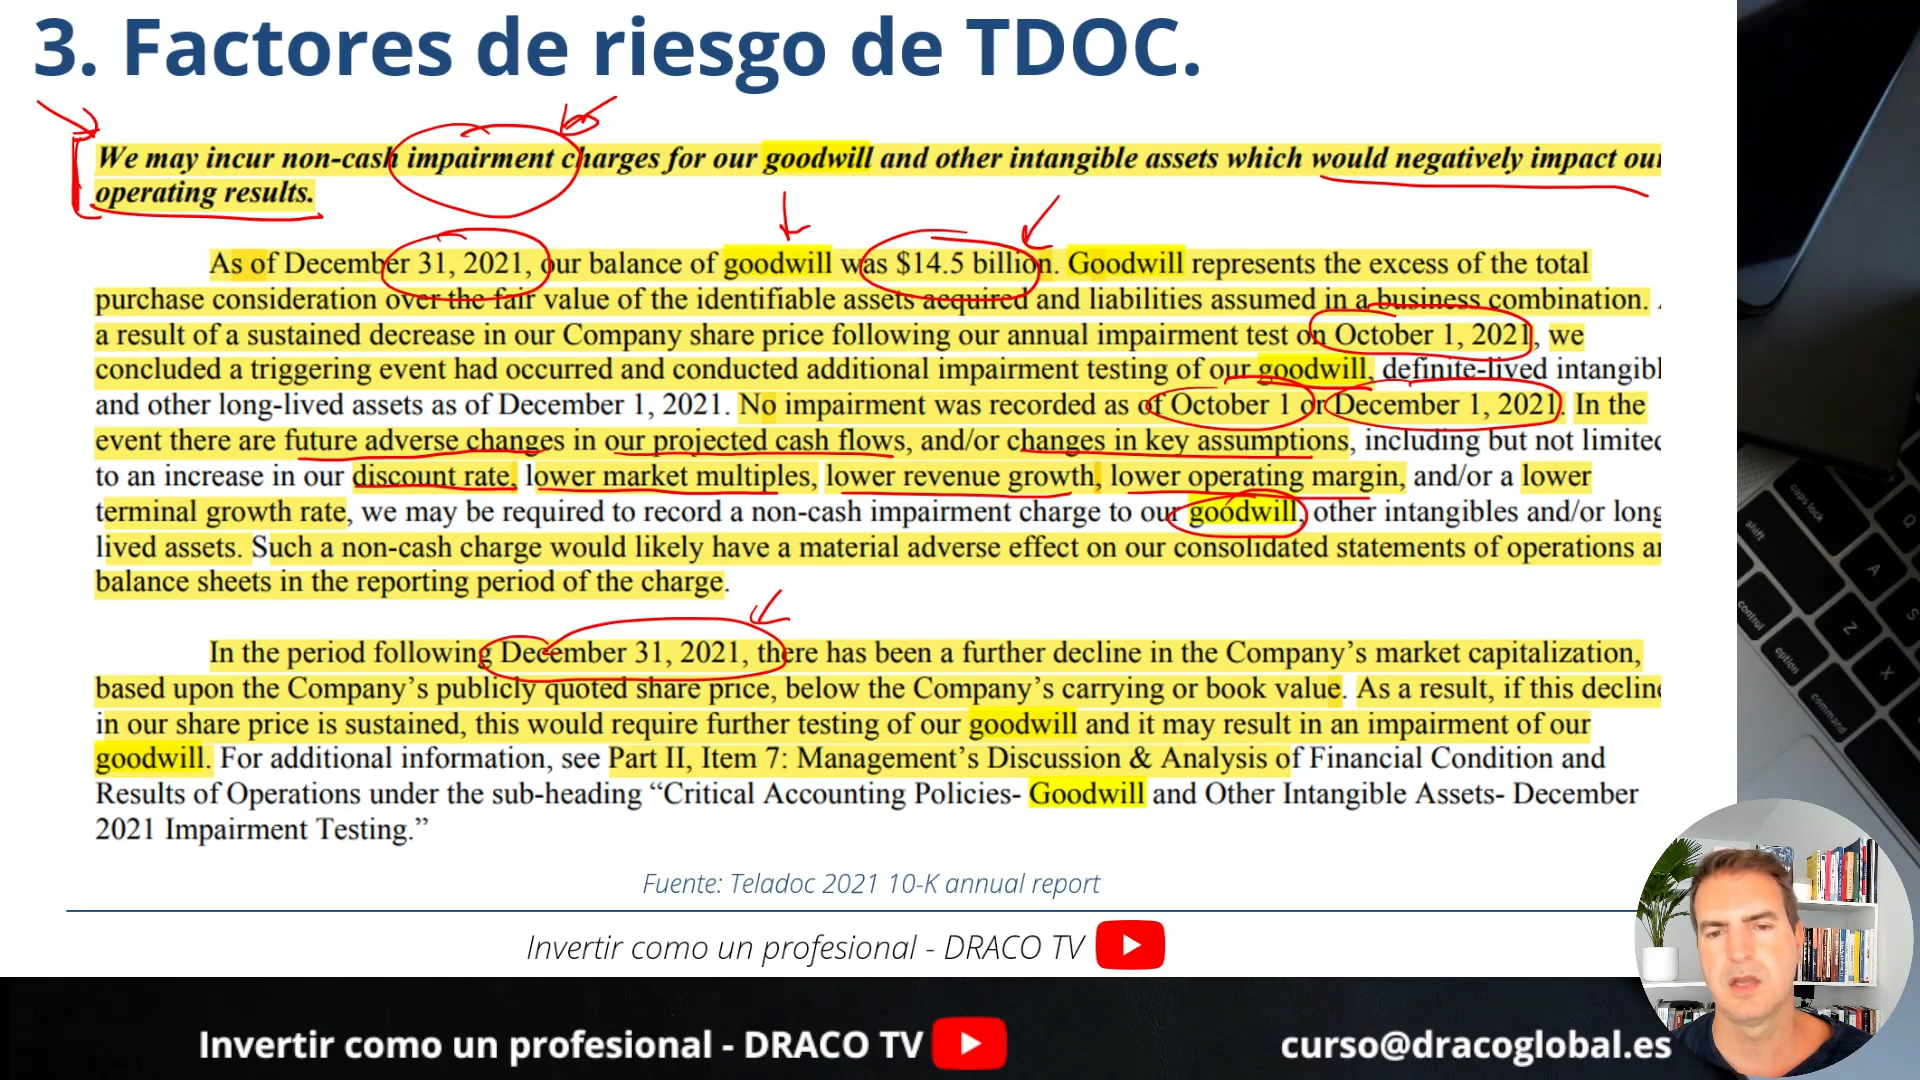 3. Factores de riesgo de TDOC.
We may incur non-cash impairment charges for our goodwill and other intangible assets which would negatively impact our
operating results.
As of December 31, 2021, our balance of goodwill was $14.5 billion. Goodwill represents the excess of the total
purchase consideration over the fair value of the identifiable assets acquired and liabilities assumed in a business combination.
a result of a sustained decrease in our Company share price following our annual impairment test on October 1, 2021, we
concluded a triggering event had occurred and conducted additional impairment testing of our goodwill, definite-lived intangibl
and other long-lived assets as of December 1, 2021. No impairment was recorded as of October 1 or December 1, 2021. In the
event there are future adverse changes in our projected cash flows, and/or changes in key assumptions, including but not limited
to an increase in our discount rate, lower market multiples, lower revenue growth, lower operating margin, and/or a lower
terminal growth rate, we may be required to record a non-cash impairment charge to our goodwill, other intangibles and/or long
lived assets. Such a non-cash charge would likely have a material adverse effect on our consolidated statements of operations an
balance sheets in the reporting period of the charge.
In the period following December 31, 2021, there has been a further decline in the Company’s market capitalization,
based upon the Company’s publicly quoted share price, below the Company’s carrying or book value. As a result, if this decline
in our share price is sustained, this would require further testing of our goodwill and it may result in an impairment of our
goodwill. For additional information, see Part II, Item 7: Management’s Discussion & Analysis of Financial Condition and
Results of Operations under the sub-heading “Critical Accounting Policies- Goodwill and Other Intangible Assets- December
2021 Impairment Testing.”
Fuente: Teladoc 2021 10-K annual report
Invertir como un profesional - DRACO TV
Invertir como un profesional - DRACO TV
curso@dracoglobal.es
caps lock
A
shift
S
Z
control
option
X
command